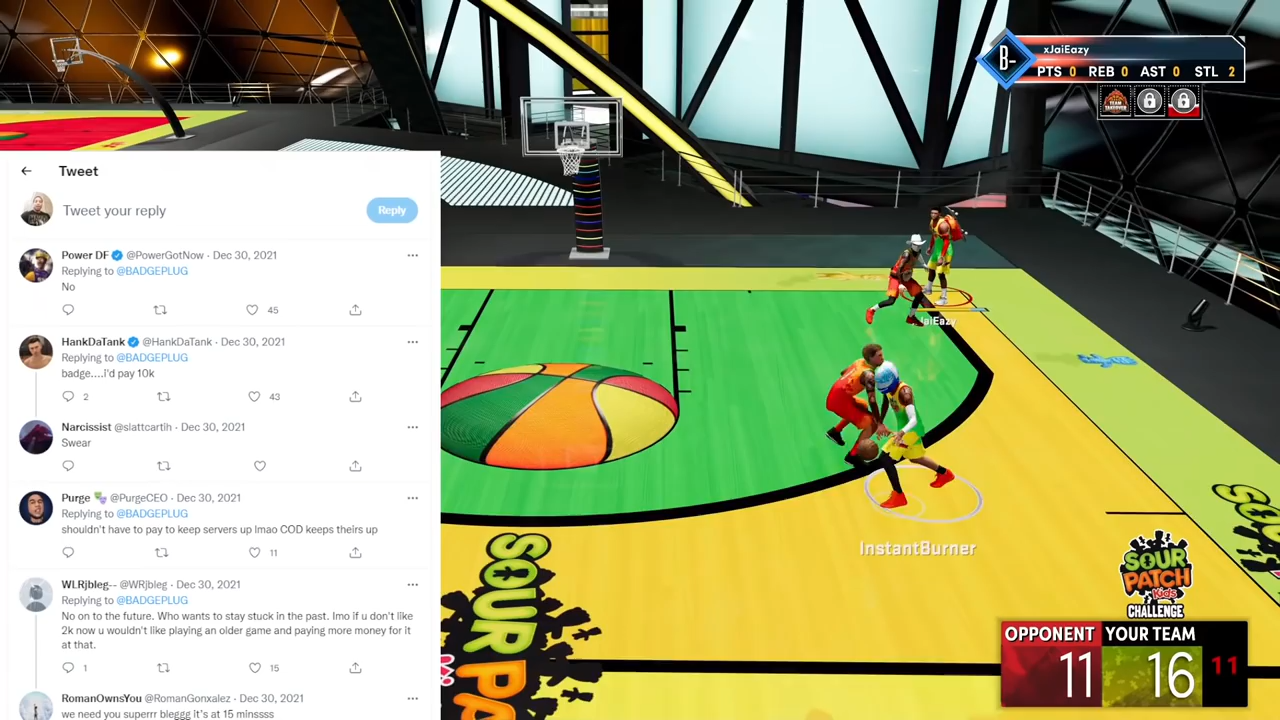 Tweet
Tweet your reply
Reply
Power DF @PowerGotNow · Dec 30, 2021
Replying to @BADGEPLUG
No
45
HankDaTank @HankDaTank · Dec 30, 2021
Replying to @BADGEPLUG
badge....i'd pay 10k
2 43
Narcissist @slattcartih · Dec 30, 2021
Swear
Purge @PurgeCEO · Dec 30, 2021
Replying to @BADGEPLUG
shouldn't have to pay to keep servers up lmao COD keeps theirs up
11
WLRjbleg-- @WRjbleg · Dec 30, 2021
Replying to @BADGEPLUG
No on to the future. Who wants to stay stuck in the past. Imo if u don't like
2k now u wouldn't like playing an older game and paying more money for it
at that.
1 15
RomanOwnsYou @RomanGonxalez · Dec 30, 2021
we need you superrr bleggg it's at 15 minssss
B-
xJaiEazy
PTS 0 REB 0 AST 0 STL 2
TEAM TAKEOVER
JaiEazy
InstantBurner
SOUR
PATCH
Kids
CHALLENGE
OPPONENT YOUR TEAM
11 16 11
SOUR
PA
SO